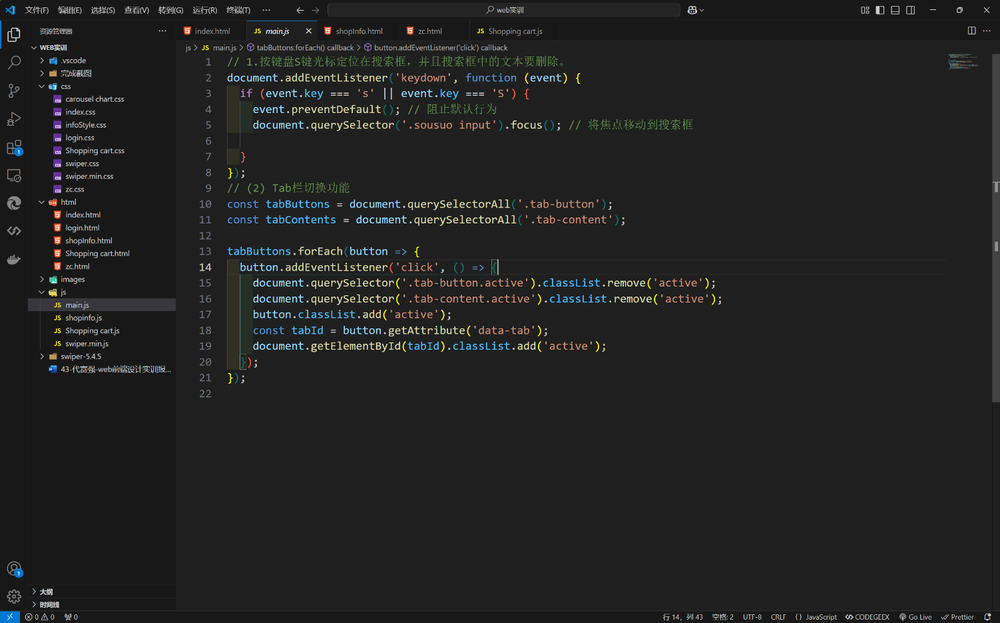 文件(F) 编辑(E) 选择(S) 查看(V) 转到(G) 运行(R) 终端(T) ··· web实训
资源管理器 ···
index.html main.js shopInfo.html zc.html Shopping cart.js
js > JS main.js > tabButtons.forEach() callback > button.addEventListener('click') callback
WEB实训
.vscode
完成截图
css
carousel chart.css
index.css
infoStyle.css
login.css
Shopping cart.css
swiper.css
swiper.min.css
zc.css
html
index.html
login.html
shopInfo.html
Shopping cart.html
zc.html
images
js
JS main.js
JS shopinfo.js
JS Shopping cart.js
JS swiper.min.js
swiper-5.4.5
43-代富强-web前端设计实训报...
大纲
时间线
1 // 1.按键盘S键光标定位在搜索框，并且搜索框中的文本要删除。
2 document.addEventListener('keydown', function (event) {
3 if (event.key === 's' || event.key === 'S') {
4 event.preventDefault(); // 阻止默认行为
5 document.querySelector('.sousuo input').focus(); // 将焦点移动到搜索框
6
7 }
8 });
9 // (2) Tab栏切换功能
10 const tabButtons = document.querySelectorAll('.tab-button');
11 const tabContents = document.querySelectorAll('.tab-content');
12
13 tabButtons.forEach(button => {
14 button.addEventListener('click', () => {
15 document.querySelector('.tab-button.active').classList.remove('active');
16 document.querySelector('.tab-content.active').classList.remove('active');
17 button.classList.add('active');
18 const tabId = button.getAttribute('data-tab');
19 document.getElementById(tabId).classList.add('active');
20 });
21 });
22
0 0 0 行 14，列 43 空格: 2 UTF-8 CRLF {} JavaScript CODEGEEX Go Live Prettier